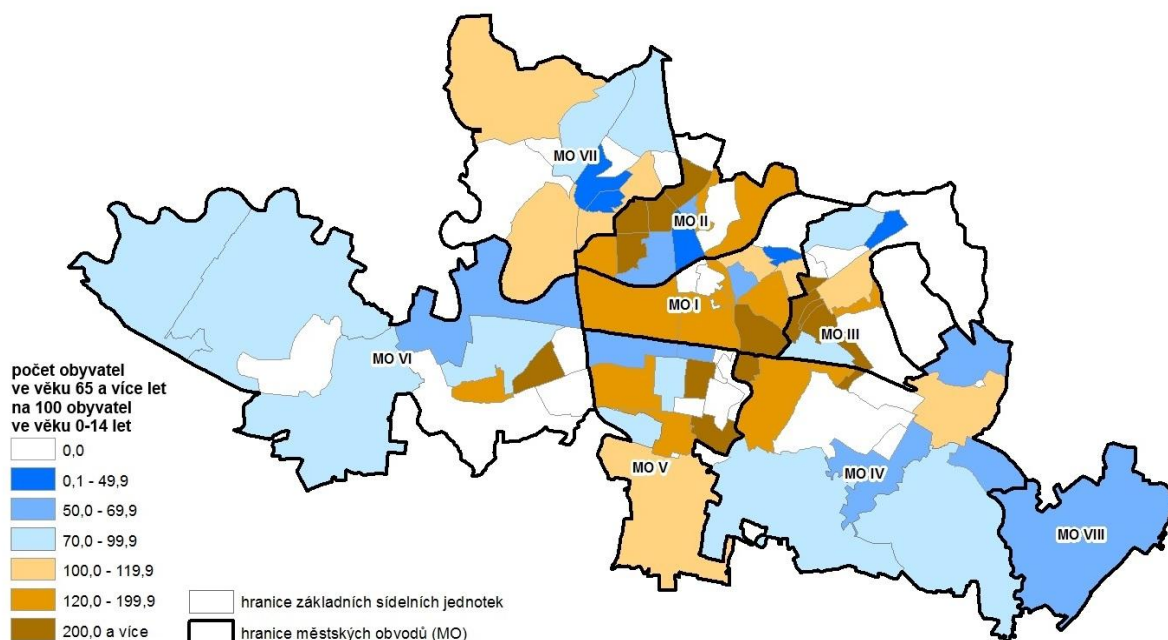 MO VII
MO II
MO I
MO III
MO VI
MO V
MO IV
MO VIII
počet obyvatel
ve věku 65 a více let
na 100 obyvatel
ve věku 0-14 let
0,0
0,1 - 49,9
50,0 - 69,9
70,0 - 99,9
100,0 - 119,9
120,0 - 199,9
200,0 a více
hranice základních sídelních jednotek
hranice městských obvodů (MO)